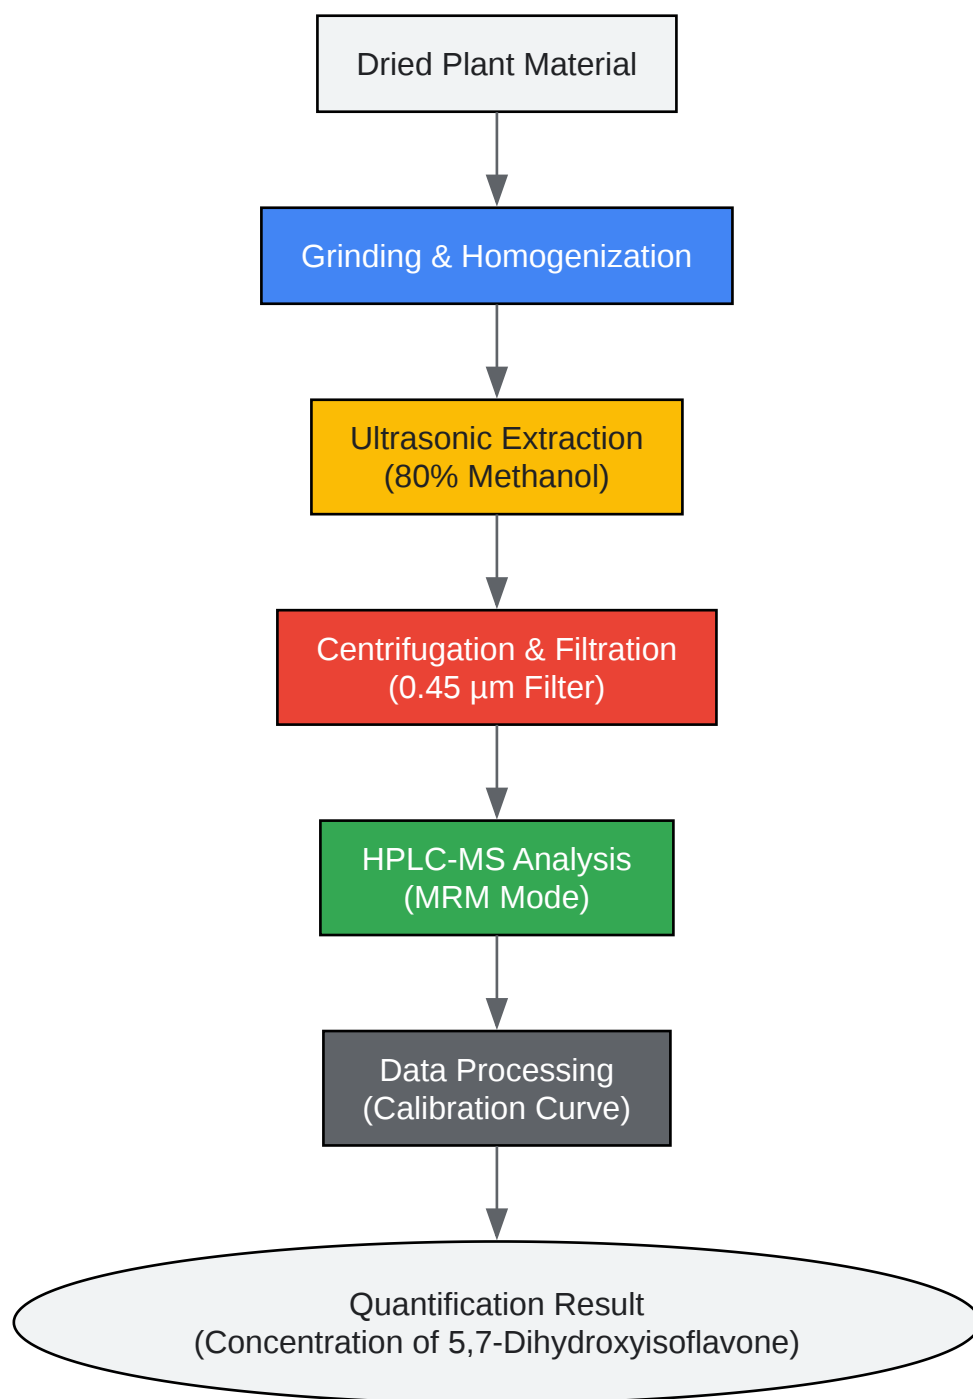 Dried Plant Material
Grinding & Homogenization
Ultrasonic Extraction
(80% Methanol)
Centrifugation & Filtration
(0.45 µm Filter)
HPLC-MS Analysis
(MRM Mode)
Data Processing
(Calibration Curve)
Quantification Result
(Concentration of 5,7-Dihydroxyisoflavone)